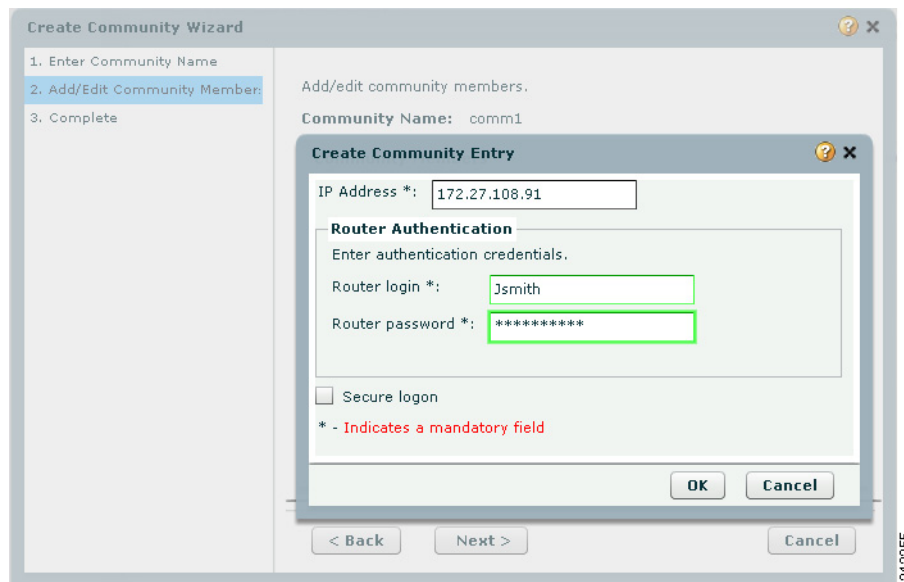 Create Community Wizard
1. Enter Community Name
2. Add/Edit Community Member
3. Complete
Add/edit community members.
Community Name: comm1
Create Community Entry
IP Address *: 172.27.108.91
Router Authentication
Enter authentication credentials.
Router login *: Jsmith
Router password *: **********
Secure logon
* - Indicates a mandatory field
OK Cancel
< Back Next > Cancel